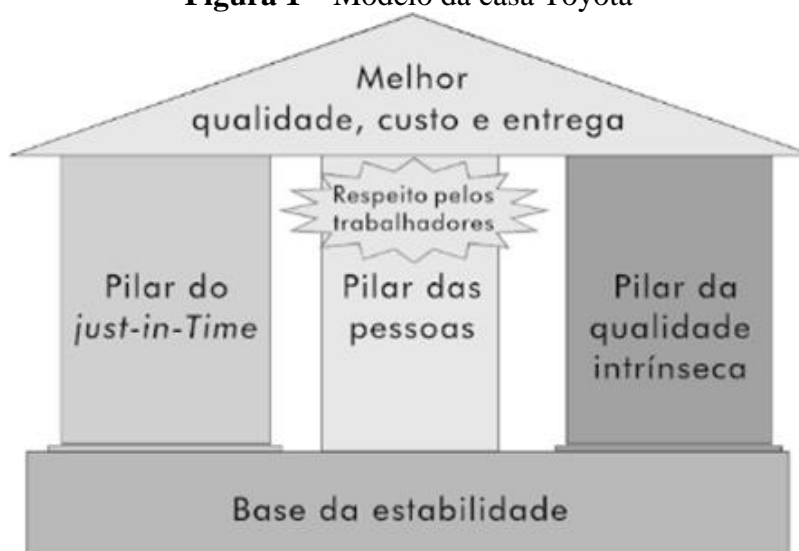 Figura 1 – Modelo da casa Toyota
Melhor
qualidade, custo e entrega
Respeito pelos
trabalhadores
Pilar do
just-in-Time
Pilar das
pessoas
Pilar da
qualidade
intrínseca
Base da estabilidade